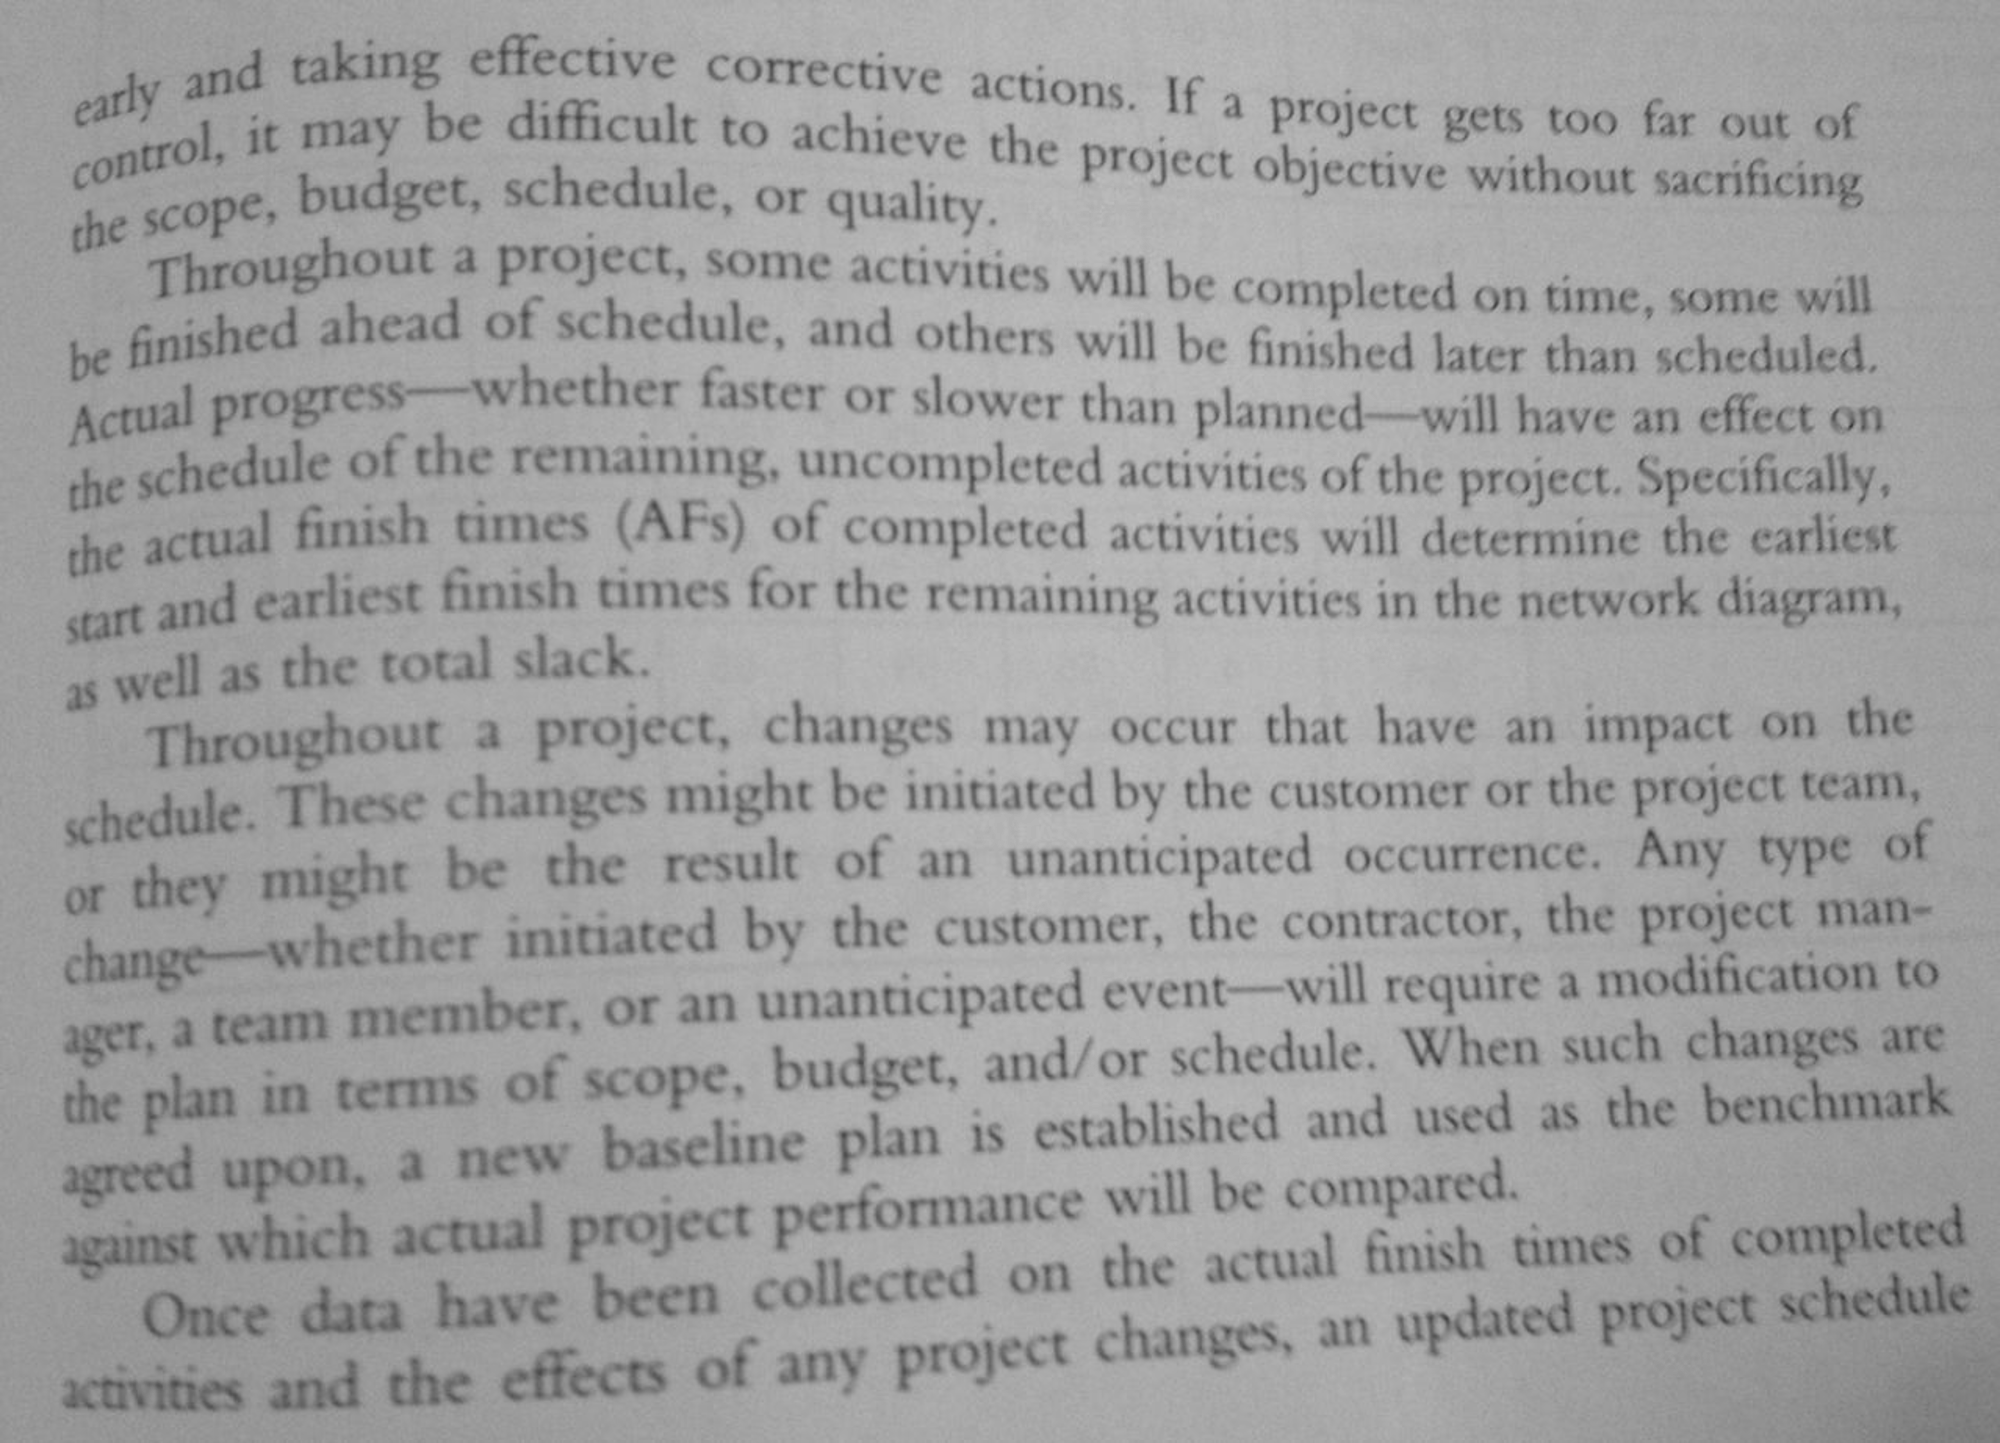 early and taking effective corrective actions. If a project gets too far out of
control, it may be difficult to achieve the project objective without sacrificing
the scope, budget, schedule, or quality.
Throughout a project, some activities will be completed on time, some will
be finished ahead of schedule, and others will be finished later than scheduled.
Actual progress—whether faster or slower than planned—will have an effect on
the schedule of the remaining, uncompleted activities of the project. Specifically,
the actual finish times (AFs) of completed activities will determine the earliest
start and earliest finish times for the remaining activities in the network diagram,
as well as the total slack.
Throughout a project, changes may occur that have an impact on the
schedule. These changes might be initiated by the customer or the project team,
or they might be the result of an unanticipated occurrence. Any type of
change—whether initiated by the customer, the contractor, the project man-
ager, a team member, or an unanticipated event—will require a modification to
the plan in terms of scope, budget, and/or schedule. When such changes are
agreed upon, a new baseline plan is established and used as the benchmark
against which actual project performance will be compared.
Once data have been collected on the actual finish times of completed
activities and the effects of any project changes, an updated project schedule